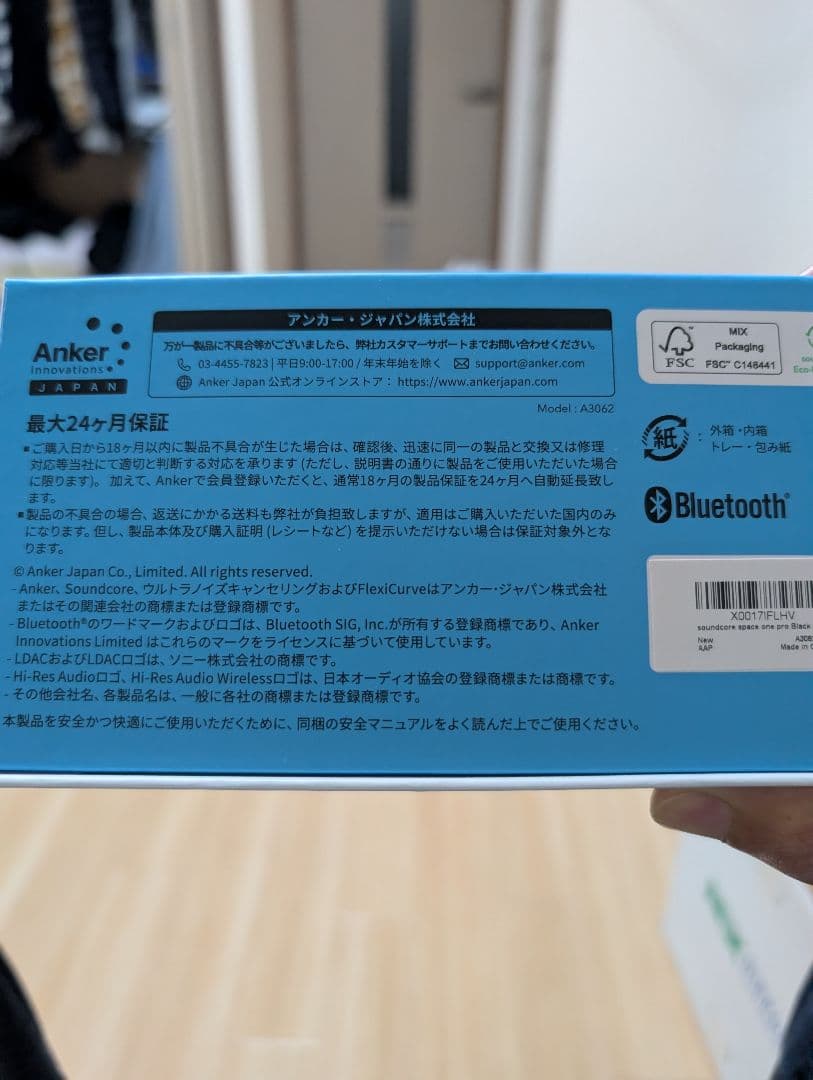 Anker
Innovations
JAPAN
アンカー・ジャパン株式会社
万が一製品に不具合等がございましたら、弊社カスタマーサポートまでお問い合わせください。
03-4455-7823 | 平日9:00-17:00 / 年末年始を除く support@anker.com
Anker Japan 公式オンラインストア： https://www.ankerjapan.com
Model : A3062
最大24ヶ月保証
■ご購入日から18ヶ月以内に製品不具合が生じた場合は、確認後、迅速に同一の製品と交換又は修理
対応等当社にて適切と判断する対応を承ります (ただし、説明書の通りに製品をご使用いただいた場合
に限ります)。 加えて、Ankerで会員登録いただくと、通常18ヶ月の製品保証を24ヶ月へ自動延長致し
ます。
■製品の不具合の場合、返送にかかる送料も弊社が負担致しますが、適用はご購入いただいた国内のみ
になります。但し、製品本体及び購入証明 (レシートなど) を提示いただけない場合は保証対象外とな
ります。
© Anker Japan Co., Limited. All rights reserved.
- Anker、Soundcore、ウルトラノイズキャンセリングおよびFlexiCurveはアンカー・ジャパン株式会社
またはその関連会社の商標または登録商標です。
- Bluetooth®のワードマークおよびロゴは、Bluetooth SIG, Inc.が所有する登録商標であり、Anker
Innovations Limited はこれらのマークをライセンスに基づいて使用しています。
- LDACおよびLDACロゴは、ソニー株式会社の商標です。
- Hi-Res Audioロゴ、Hi-Res Audio Wirelessロゴは、日本オーディオ協会の登録商標または商標です。
- その他会社名、各製品名は、一般に各社の商標または登録商標です。
本製品を安全かつ快適にご使用いただくために、同梱の安全マニュアルをよく読んだ上でご使用ください。
FSC
MIX
Packaging
FSC™ C146441
紙 : 外箱・内箱
トレー・包み紙
Bluetooth®
X0017IFLHV
soundcore space one pro Black
New
AAP
Made in